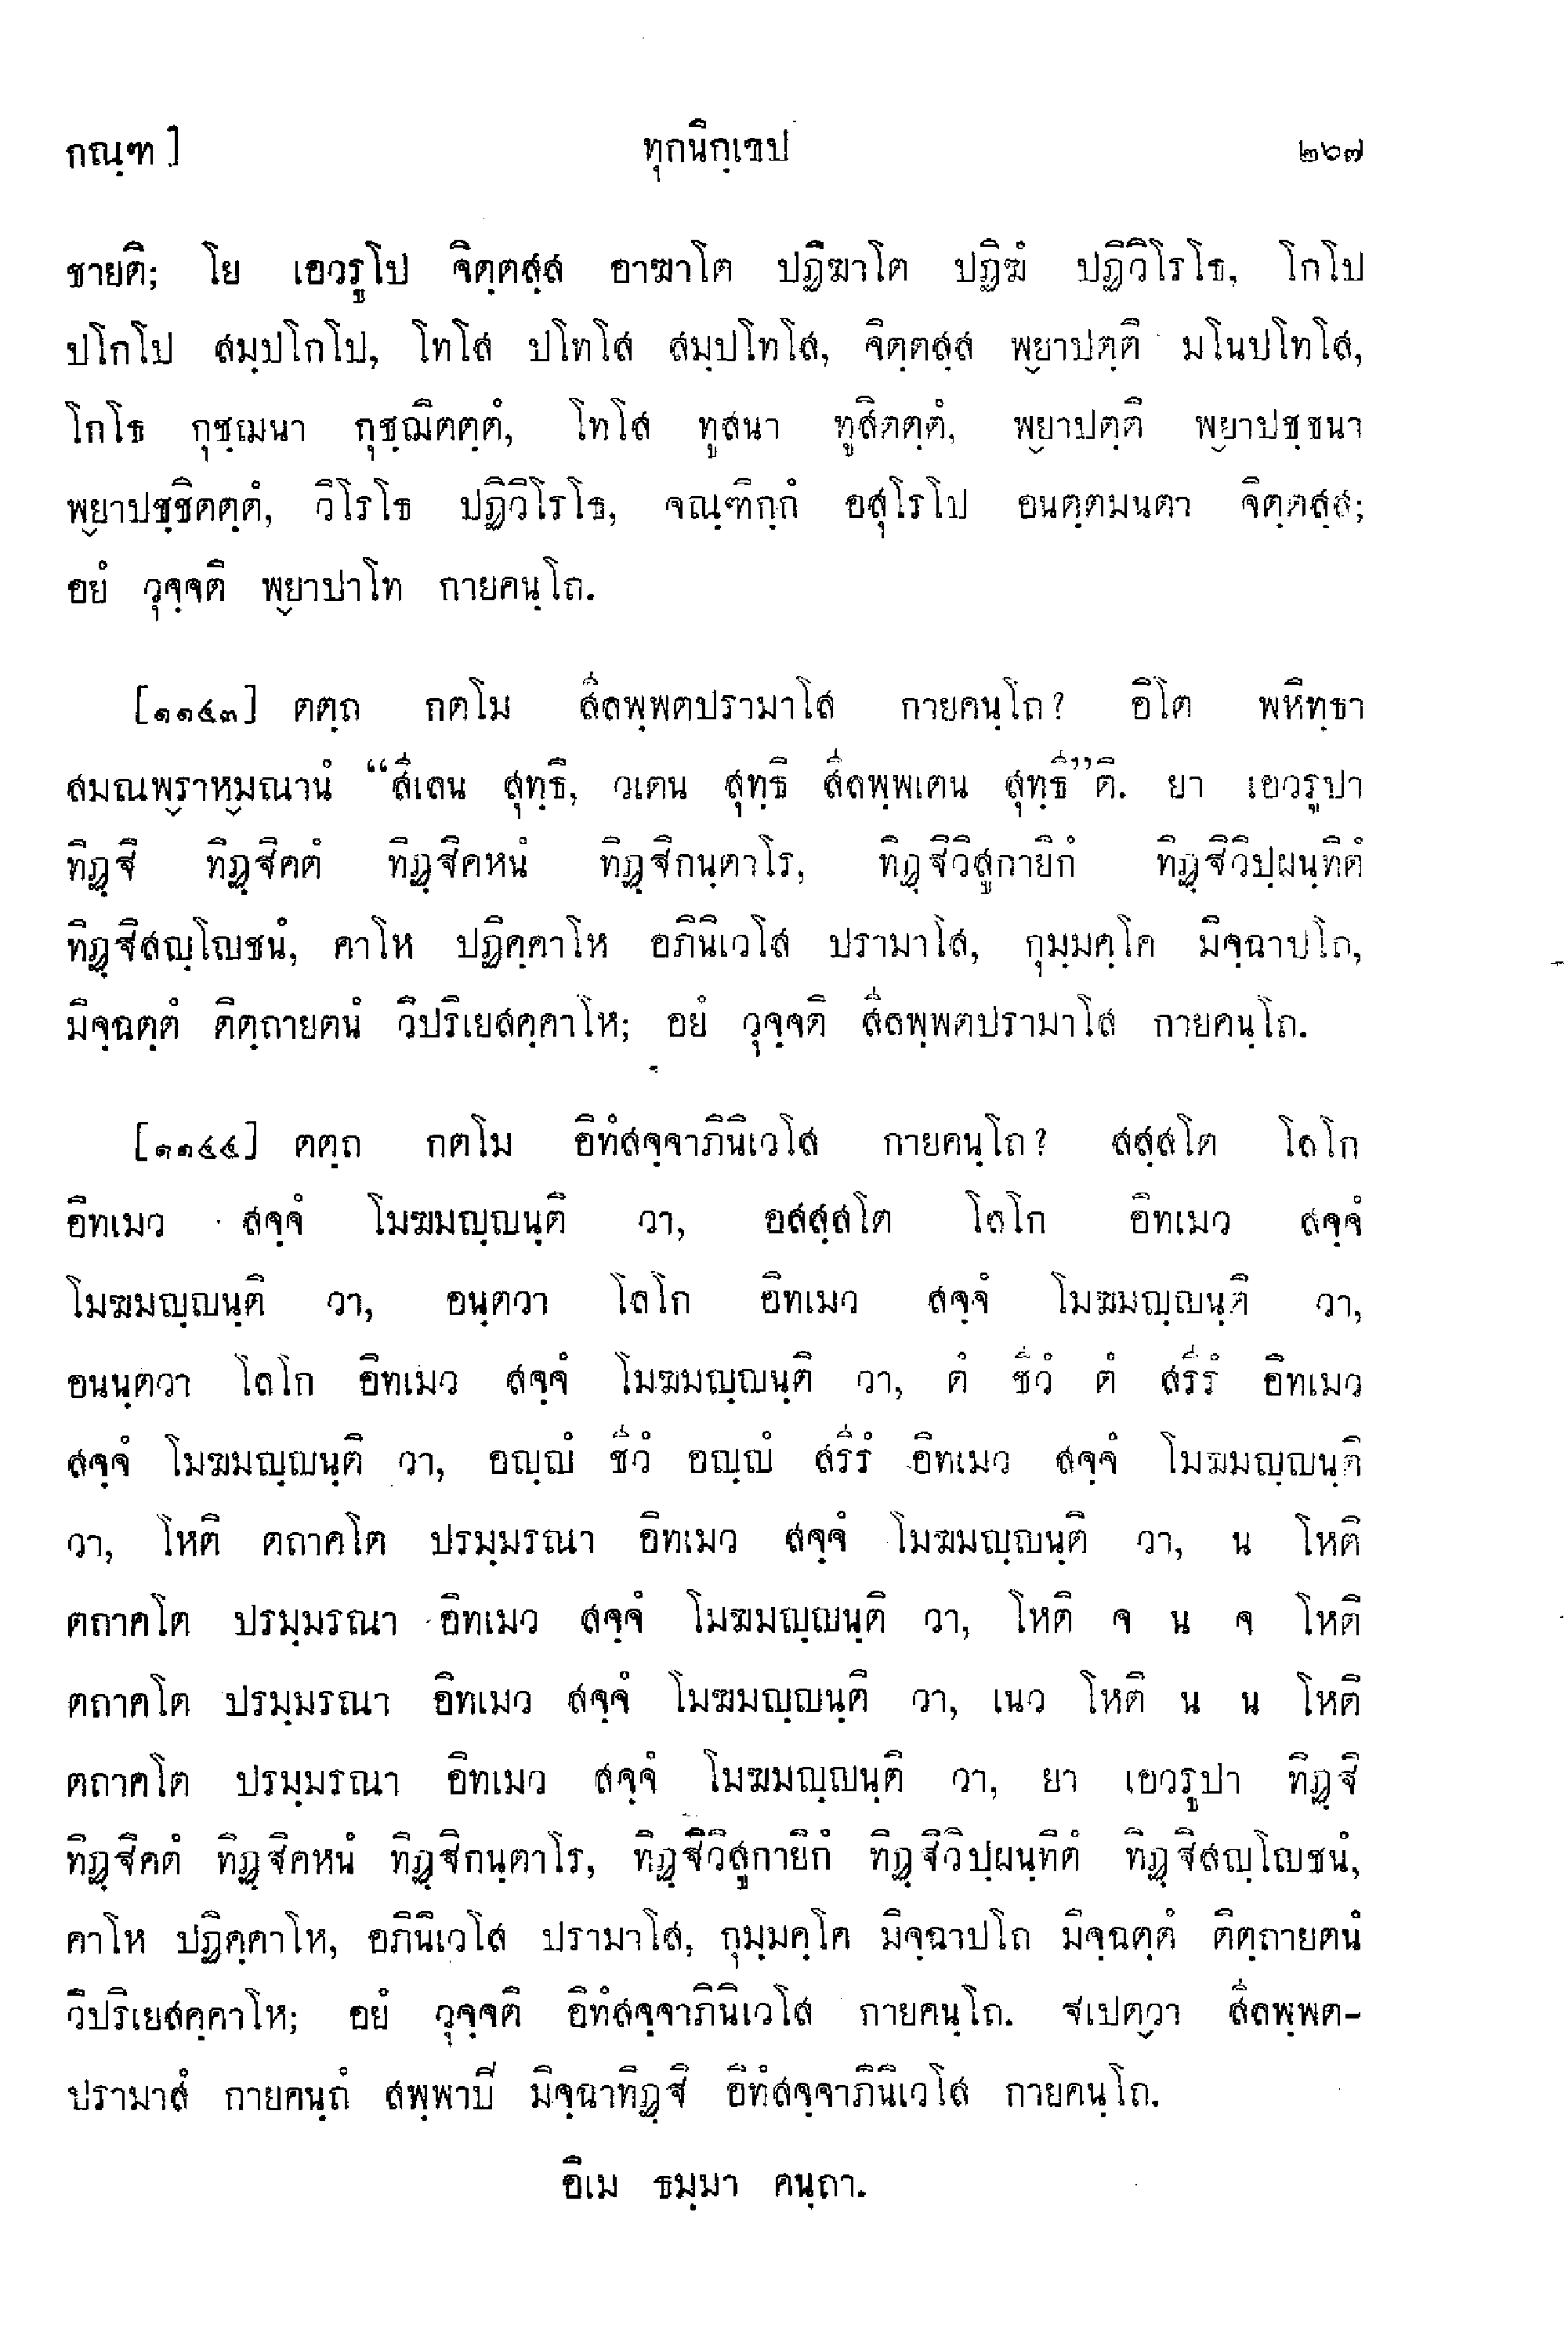 กณฺฑ ] ทุกนิกฺเขป ๒๖๗
ชายติ; โย เอวรูโป จิตฺตสฺส อาฆาโต ปฏิฆาโต ปฏิฆํ ปฏิวิโรโธ, โกโป
ปโกโป สมฺปโกโป, โทโส ปโทโส สมฺปโทโส, จิตฺตสฺส พฺยาปตฺติ มโนปโทโส,
โกโธ กุชฺฌนา กุชฺฌิตตฺตํ, โทโส ทูสนา ทูสิตตฺตํ, พฺยาปตฺติ พฺยาปชฺชนา
พฺยาปชฺชิตตฺตํ, วิโรโธ ปฏิวิโรโธ, จณฺฑิกฺกํ อสุโรโป อนตฺตมนตา จิตฺตสฺส;
อยํ วุจฺจติ พฺยาปาโท กายคนฺโถ.
[๑๑๔๓] ตตฺถ กตโม สีลพฺพตปรามาโส กายคนฺโถ? อิโต พหิทฺธา
สมณพฺราหฺมณานํ “สีเลน สุทฺธิ, วเตน สุทฺธิ สีลพฺพเตน สุทฺธี”ติ. ยา เอวรูปา
ทิฏฺฐิ ทิฏฺฐิคตํ ทิฏฺฐิคหนํ ทิฏฺฐิกนฺตาโร, ทิฏฺฐิวิสูกายิกํ ทิฏฺฐิวิปฺผนฺทิตํ
ทิฏฺฐิสญฺโญชนํ, คาโห ปฏิคฺคาโห อภินิเวโส ปรามาโส, กุมฺมคฺโค มิจฺฉาปโถ,
มิจฺฉตฺตํ ติตฺถายตนํ วิปริเยสคฺคาโห; อยํ วุจฺจติ สีลพฺพตปรามาโส กายคนฺโถ.
[๑๑๔๔] ตตฺถ กตโม อิทํสจฺจาภินิเวโส กายคนฺโถ? สสฺสโต โลโก
อิทเมว สจฺจํ โมฆมญฺญนฺติ วา, อสสฺสโต โลโก อิทเมว สจฺจํ
โมฆมญฺญนฺติ วา, อนฺตวา โลโก อิทเมว สจฺจํ โมฆมญฺญนฺติ วา,
อนนฺตวา โลโก อิทเมว สจฺจํ โมฆมญฺญนฺติ วา, ตํ ชีวํ ตํ สรีรํ อิทเมว
สจฺจํ โมฆมญฺญนฺติ วา, อญฺญํ ชีวํ อญฺญํ สรีรํ อิทเมว สจฺจํ โมฆมญฺญนฺติ
วา, โหติ ตถาคโต ปรมฺมรณา อิทเมว สจฺจํ โมฆมญฺญนฺติ วา, น โหติ
ตถาคโต ปรมฺมรณา อิทเมว สจฺจํ โมฆมญฺญนฺติ วา, โหติ จ น จ โหติ
ตถาคโต ปรมฺมรณา อิทเมว สจฺจํ โมฆมญฺญนฺติ วา, เนว โหติ น น โหติ
ตถาคโต ปรมฺมรณา อิทเมว สจฺจํ โมฆมญฺญนฺติ วา, ยา เอวรูปา ทิฏฺฐิ
ทิฏฺฐิคตํ ทิฏฺฐิคหนํ ทิฏฺฐิกนฺตาโร, ทิฏฺฐิวิสูกายิกํ ทิฏฺฐิวิปฺผนฺทิตํ ทิฏฺฐิสญฺโญชนํ,
คาโห ปฏิคฺคาโห, อภินิเวโส ปรามาโส, กุมฺมคฺโค มิจฺฉาปโถ มิจฺฉตฺตํ ติตฺถายตนํ
วิปริเยสคฺคาโห; อยํ วุจฺจติ อิทํสจฺจาภินิเวโส กายคนฺโถ. ฐเปตฺวา สีลพฺพต-
ปรามาสํ กายคนฺถํ สพฺพาปิ มิจฺฉาทิฏฺฐิ อิทํสจฺจาภินิเวโส กายคนฺโถ.
อิเม ธมฺมา คนฺถา.